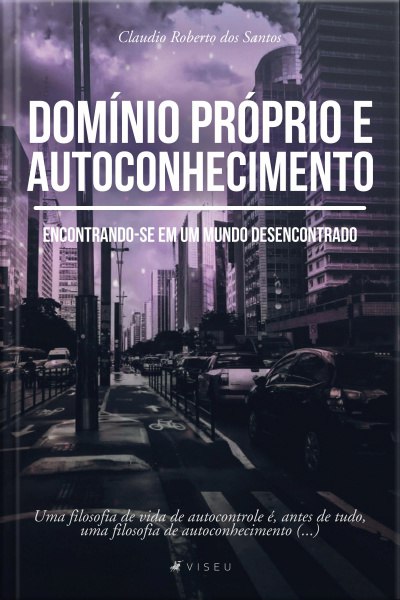 Claudio Roberto dos Santos
DOMÍNIO PRÓPRIO E
AUTOCONHECIMENTO
ENCONTRANDO-SE EM UM MUNDO DESENCONTRADO
Uma filosofia de vida de autocontrole é, antes de tudo,
uma filosofia de autoconhecimento (...)
VISEU